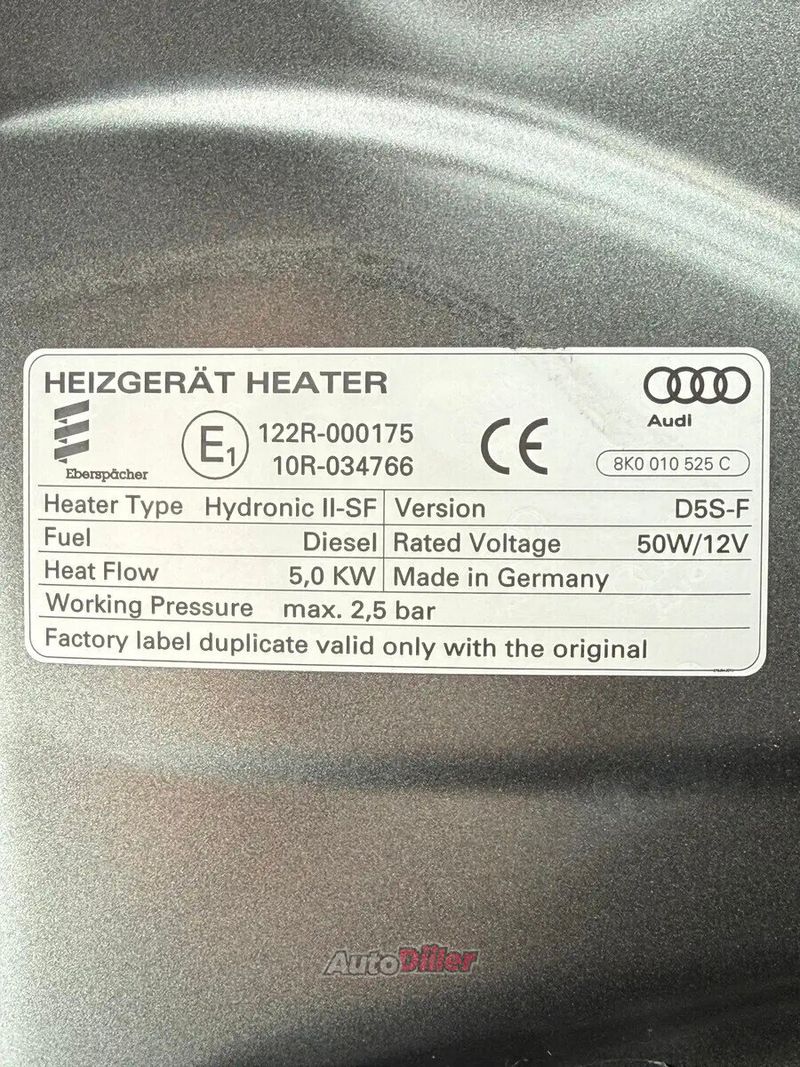 HEIZGERÄT HEATER
Audi
Eberspächer
E1
122R-000175
10R-034766
CE
8K0 010 525 C
Heater Type Hydronic II-SF Version D5S-F
Fuel Diesel Rated Voltage 50W/12V
Heat Flow 5,0 KW Made in Germany
Working Pressure max. 2,5 bar
Factory label duplicate valid only with the original
AutoDiller